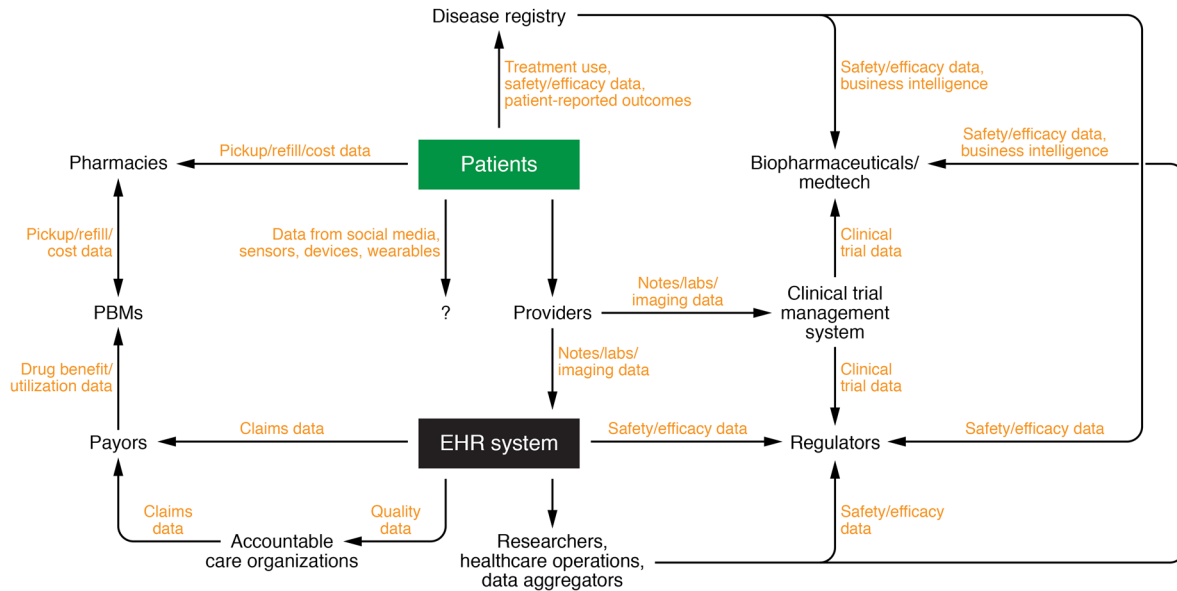 Disease registry
Treatment use,
safety/efficacy data,
patient-reported outcomes
Safety/efficacy data,
business intelligence
Pharmacies
Pickup/refill/cost data
Patients
Biopharmaceuticals/
medtech
Safety/efficacy data,
business intelligence
Pickup/refill/
cost data
Data from social media,
sensors, devices, wearables
Clinical
trial data
PBMs
?
Providers
Notes/labs/
imaging data
Clinical trial
management
system
Drug benefit/
utilization data
Notes/labs/
imaging data
Clinical
trial data
Payors
Claims data
EHR system
Safety/efficacy data
Regulators
Safety/efficacy data
Claims
data
Accountable
care organizations
Quality
data
Researchers,
healthcare operations,
data aggregators
Safety/efficacy
data